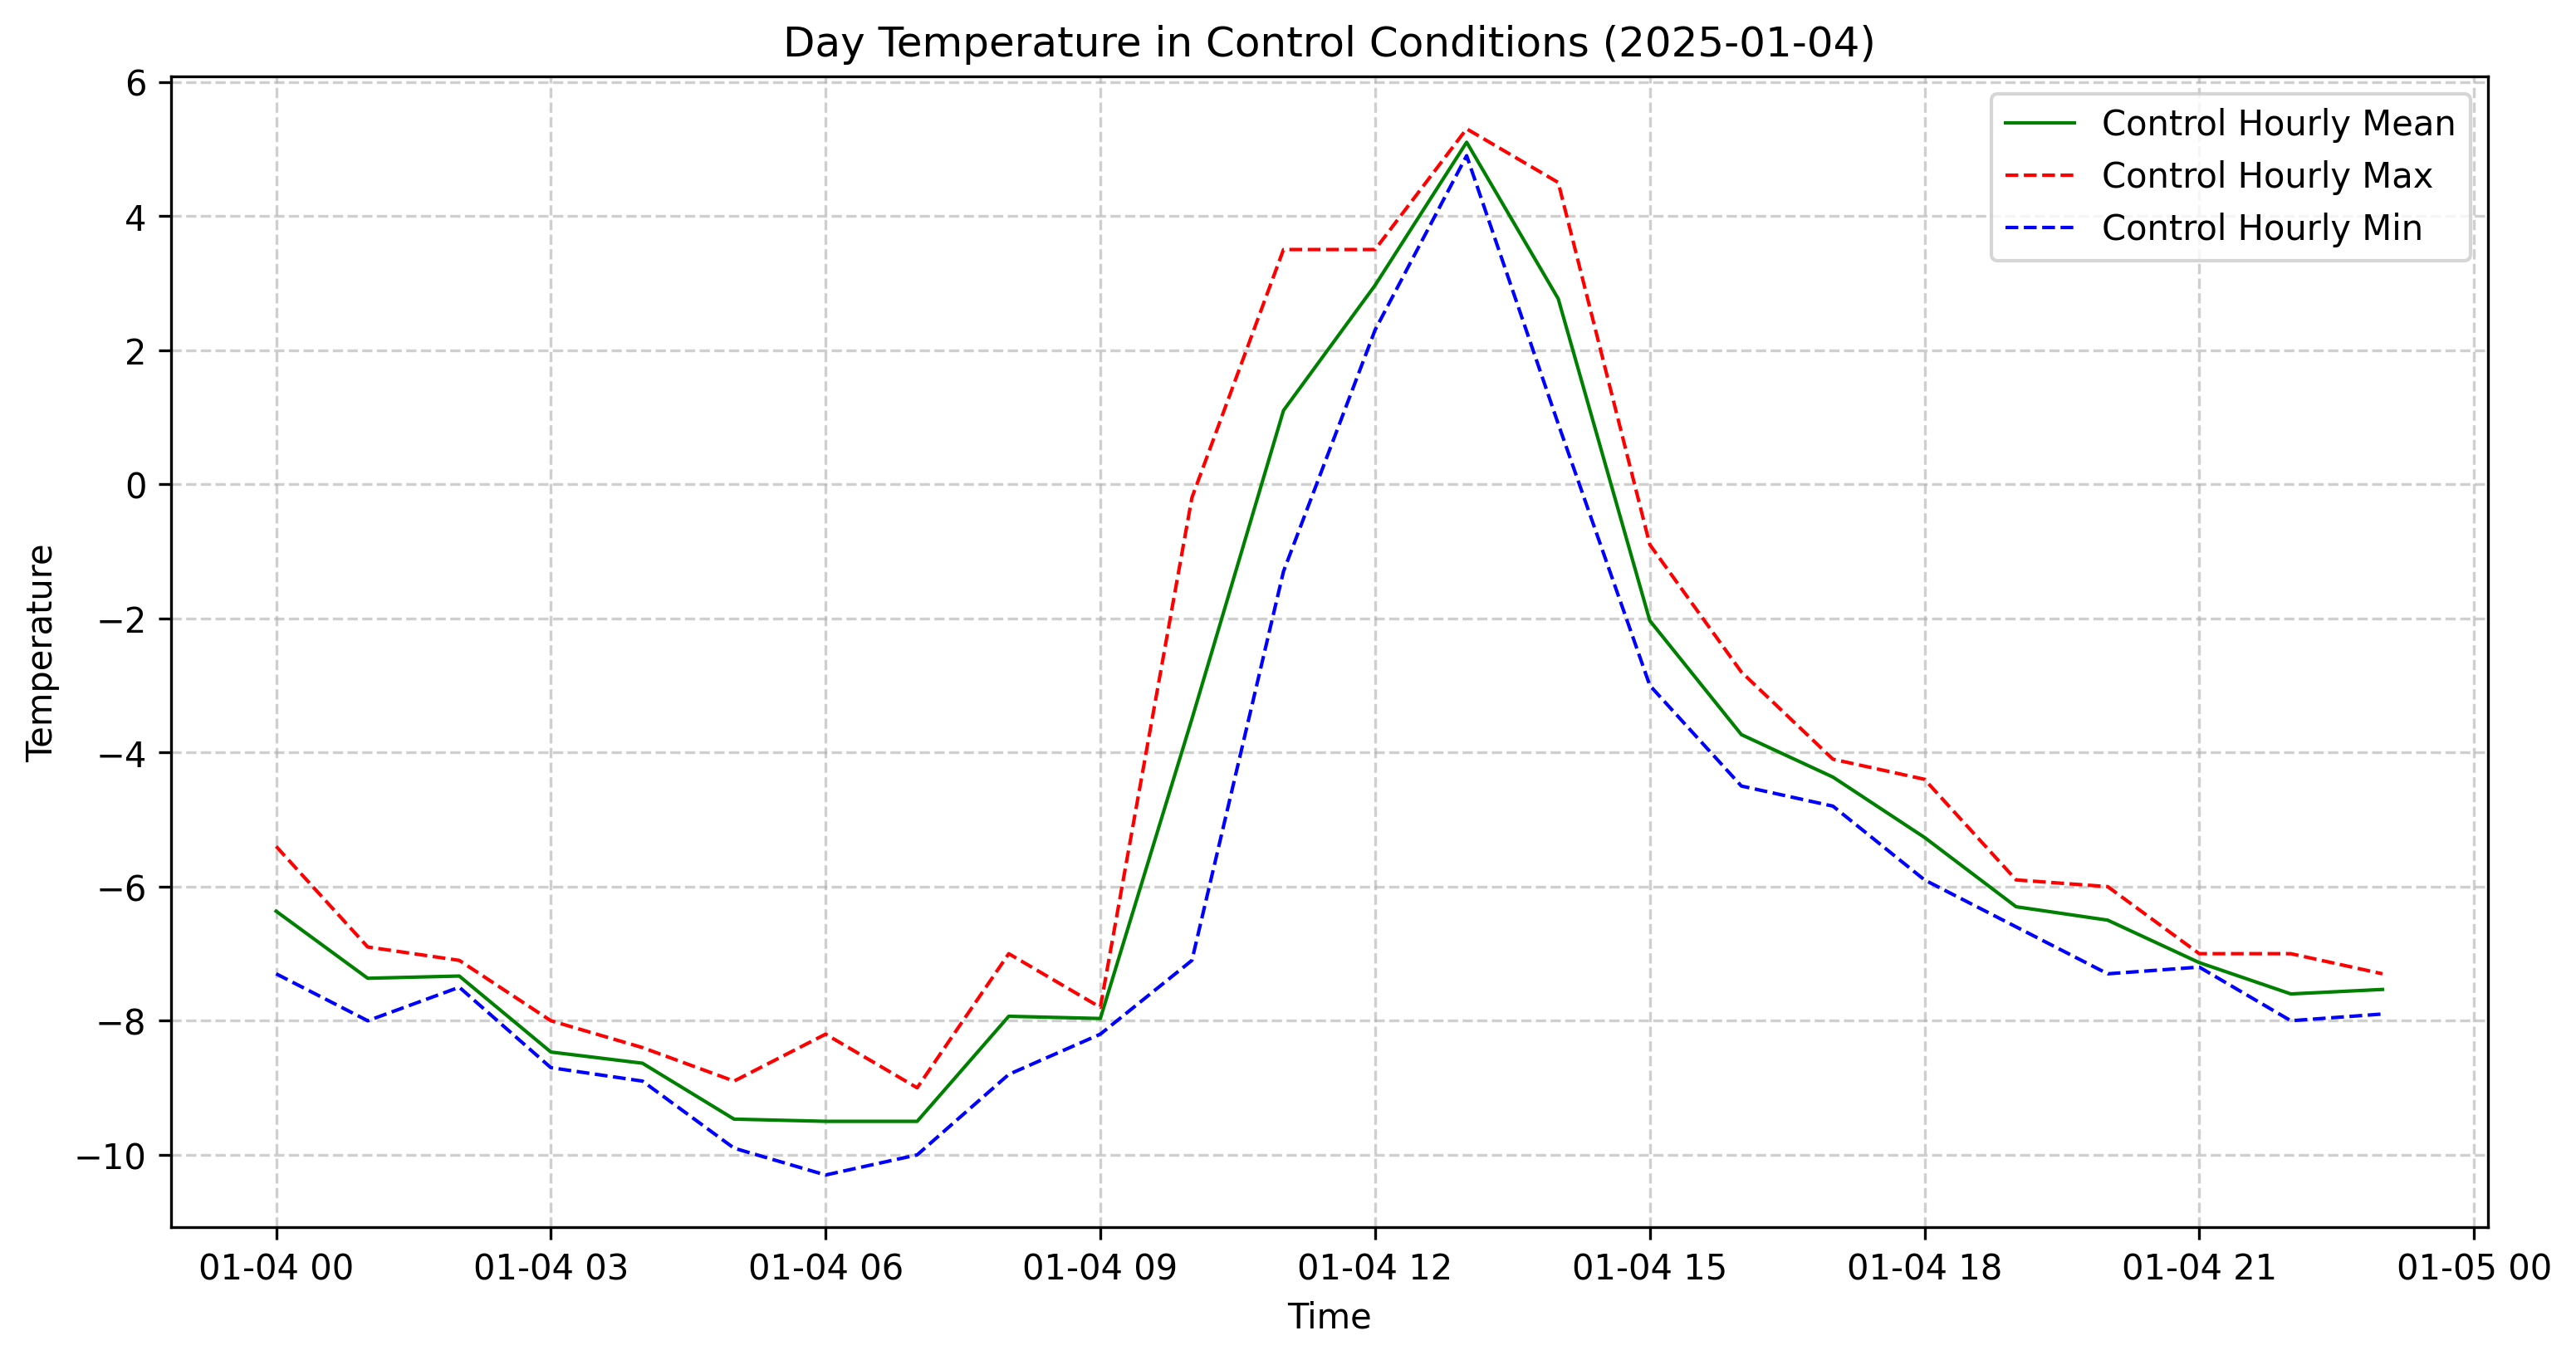 Day Temperature in Control Conditions (2025-01-04)
Control Hourly Mean
Control Hourly Max
Control Hourly Min
6
4
2
0
−2
−4
−6
−8
−10
Temperature
01-04 00 01-04 03 01-04 06 01-04 09 01-04 12 01-04 15 01-04 18 01-04 21 01-05 00
Time